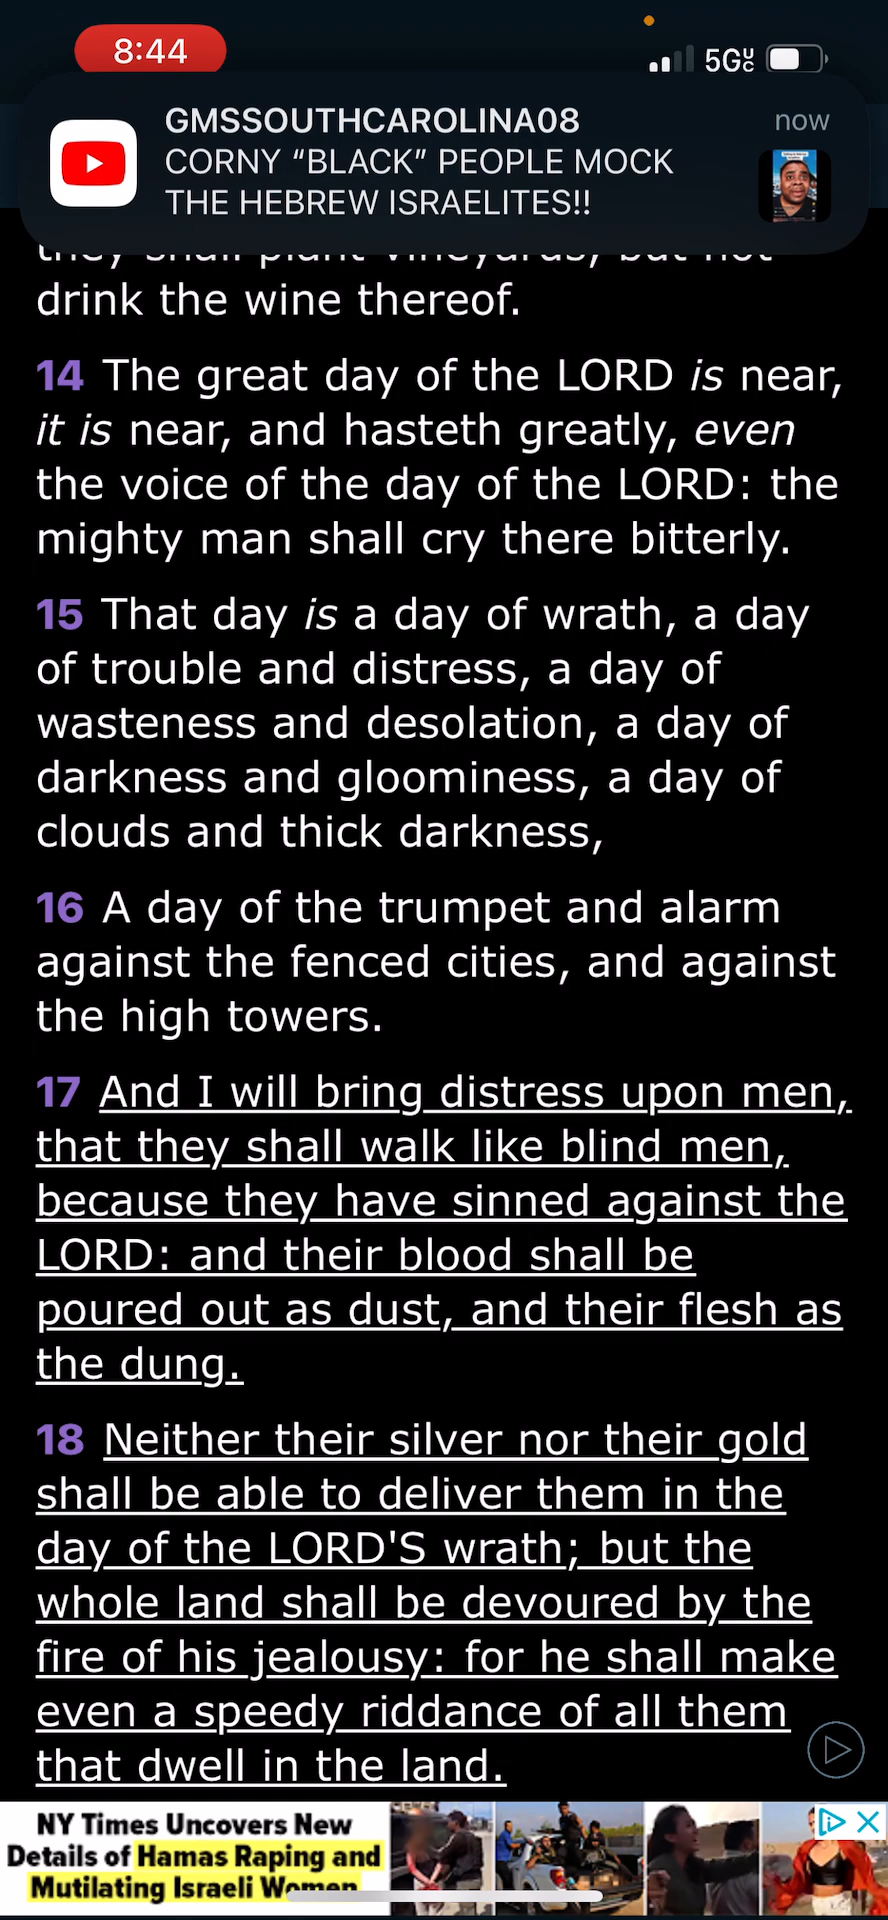 8:44
5GUC
GMSSOUTHCAROLINA08
now
CORNY “BLACK” PEOPLE MOCK
THE HEBREW ISRAELITES!!
they shall plant vineyards, but not
drink the wine thereof.
14 The great day of the LORD is near,
it is near, and hasteth greatly, even
the voice of the day of the LORD: the
mighty man shall cry there bitterly.
15 That day is a day of wrath, a day
of trouble and distress, a day of
wasteness and desolation, a day of
darkness and gloominess, a day of
clouds and thick darkness,
16 A day of the trumpet and alarm
against the fenced cities, and against
the high towers.
17 And I will bring distress upon men,
that they shall walk like blind men,
because they have sinned against the
LORD: and their blood shall be
poured out as dust, and their flesh as
the dung.
18 Neither their silver nor their gold
shall be able to deliver them in the
day of the LORD'S wrath; but the
whole land shall be devoured by the
fire of his jealousy: for he shall make
even a speedy riddance of all them
that dwell in the land.
NY Times Uncovers New
Details of Hamas Raping and
Mutilating Israeli Women